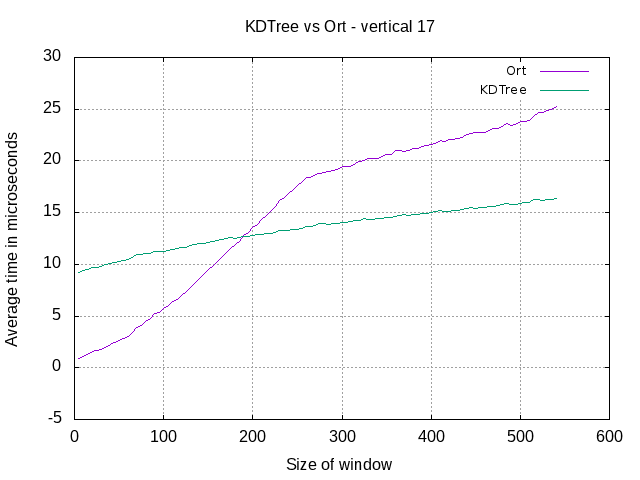 KDTree vs Ort - vertical 17
Average time in microseconds
30
25
20
15
10
5
0
-5
Ort
KDTree
0 100 200 300 400 500 600
Size of window